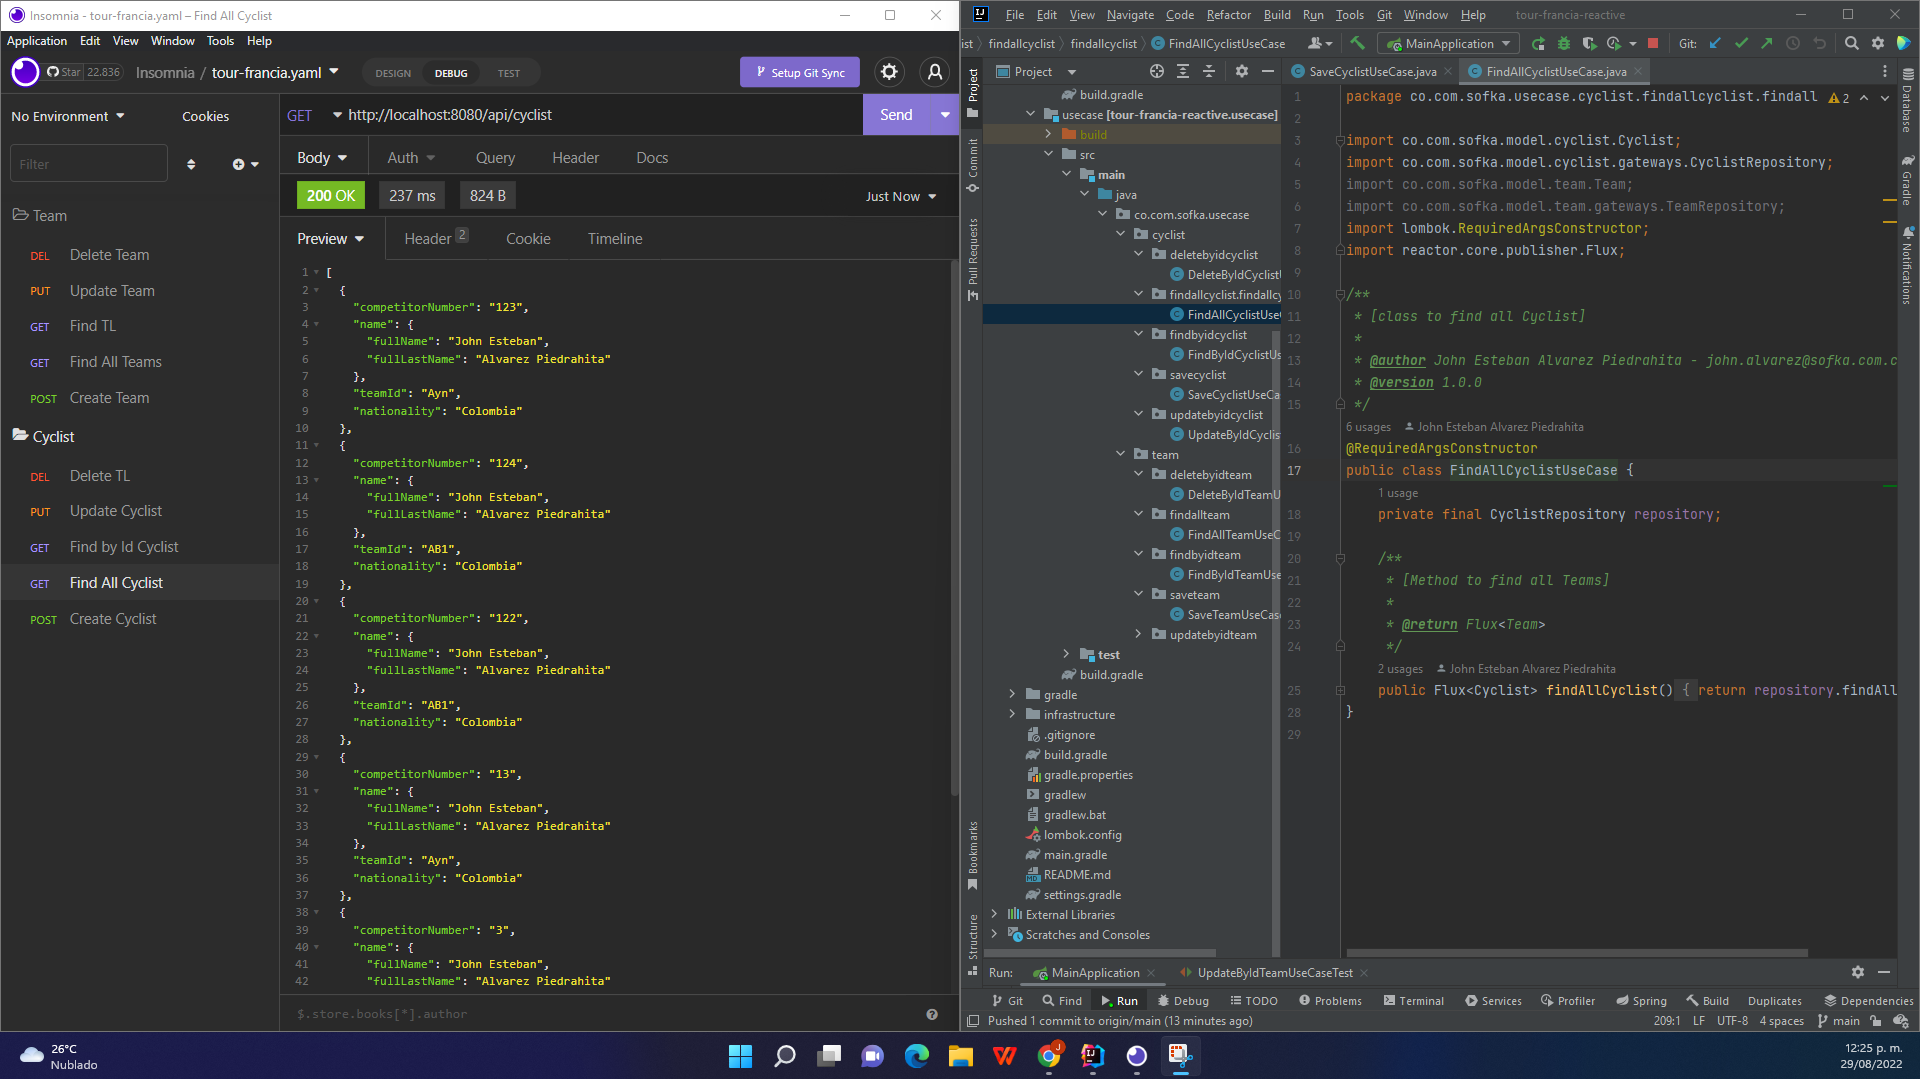 Insomnia - tour-francia.yaml – Find All Cyclist
Application Edit View Window Tools Help
Star 22.836
Insomnia / tour-francia.yaml
DESIGN DEBUG TEST
Setup Git Sync
No Environment
Cookies
Filter
Team
DEL Delete Team
PUT Update Team
GET Find TL
GET Find All Teams
POST Create Team
Cyclist
DEL Delete TL
PUT Update Cyclist
GET Find by Id Cyclist
GET Find All Cyclist
POST Create Cyclist
GET http://localhost:8080/api/cyclist
Send
Body Auth Query Header Docs
200 OK 237 ms 824 B Just Now
Preview Header 2 Cookie Timeline
1 [
2 {
3 "competitorNumber": "123",
4 "name": {
5 "fullName": "John Esteban",
6 "fullLastName": "Alvarez Piedrahita"
7 },
8 "teamId": "Ayn",
9 "nationality": "Colombia"
10 },
11 {
12 "competitorNumber": "124",
13 "name": {
14 "fullName": "John Esteban",
15 "fullLastName": "Alvarez Piedrahita"
16 },
17 "teamId": "AB1",
18 "nationality": "Colombia"
19 },
20 {
21 "competitorNumber": "122",
22 "name": {
23 "fullName": "John Esteban",
24 "fullLastName": "Alvarez Piedrahita"
25 },
26 "teamId": "AB1",
27 "nationality": "Colombia"
28 },
29 {
30 "competitorNumber": "13",
31 "name": {
32 "fullName": "John Esteban",
33 "fullLastName": "Alvarez Piedrahita"
34 },
35 "teamId": "Ayn",
36 "nationality": "Colombia"
37 },
38 {
39 "competitorNumber": "3",
40 "name": {
41 "fullName": "John Esteban",
42 "fullLastName": "Alvarez Piedrahita"
$.store.books[*].author
File Edit View Navigate Code Refactor Build Run Tools Git Window Help tour-francia-reactive
ist findallcyclist findallcyclist FindAllCyclistUseCase
MainApplication
Git:
Project
Commit
Pull Requests
Bookmarks
Structure
Project
build.gradle
usecase [tour-francia-reactive.usecase]
build
src
main
java
co.com.sofka.usecase
cyclist
deletebyidcyclist
DeleteByIdCyclistU
findallcyclist.findallcy
FindAllCyclistUse
findbyidcyclist
FindByIdCyclistUs
savecyclist
SaveCyclistUseCa
updatebyidcyclist
UpdateByIdCyclis
team
deletebyidteam
DeleteByIdTeamU
findallteam
FindAllTeamUseC
findbyidteam
FindByIdTeamUse
saveteam
SaveTeamUseCas
updatebyidteam
test
build.gradle
gradle
infrastructure
.gitignore
build.gradle
gradle.properties
gradlew
gradlew.bat
lombok.config
main.gradle
README.md
settings.gradle
External Libraries
Scratches and Consoles
SaveCyclistUseCase.java FindAllCyclistUseCase.java
1 package co.com.sofka.usecase.cyclist.findallcyclist.findall 2
2
3 import co.com.sofka.model.cyclist.Cyclist;
4 import co.com.sofka.model.cyclist.gateways.CyclistRepository;
5 import co.com.sofka.model.team.Team;
6 import co.com.sofka.model.team.gateways.TeamRepository;
7 import lombok.RequiredArgsConstructor;
8 import reactor.core.publisher.Flux;
9
10 /**
11 * [class to find all Cyclist]
12 *
13 * @author John Esteban Alvarez Piedrahita - john.alvarez@sofka.com.c
14 * @version 1.0.0
15 */
6 usages John Esteban Alvarez Piedrahita
16 @RequiredArgsConstructor
17 public class FindAllCyclistUseCase {
1 usage
18 private final CyclistRepository repository;
19
20 /**
21 * [Method to find all Teams]
22 *
23 * @return Flux<Team>
24 */
2 usages John Esteban Alvarez Piedrahita
25 public Flux<Cyclist> findAllCyclist() { return repository.findAll
28 }
29
Database
Gradle
Notifications
Run: MainApplication UpdateByIdTeamUseCaseTest
Git Find Run Debug TODO Problems Terminal Services Profiler Spring Build Duplicates Dependencies
Pushed 1 commit to origin/main (13 minutes ago)
209:1 LF UTF-8 4 spaces main
26°C
Nublado
J
12:25 p. m.
29/08/2022